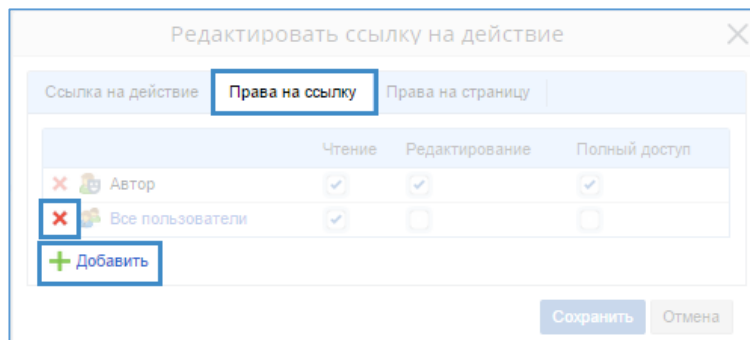 Редактировать ссылку на действие
Ссылка на действие Права на ссылку Права на страницу
Чтение Редактирование Полный доступ
Автор
Все пользователи
Добавить
Сохранить Отмена